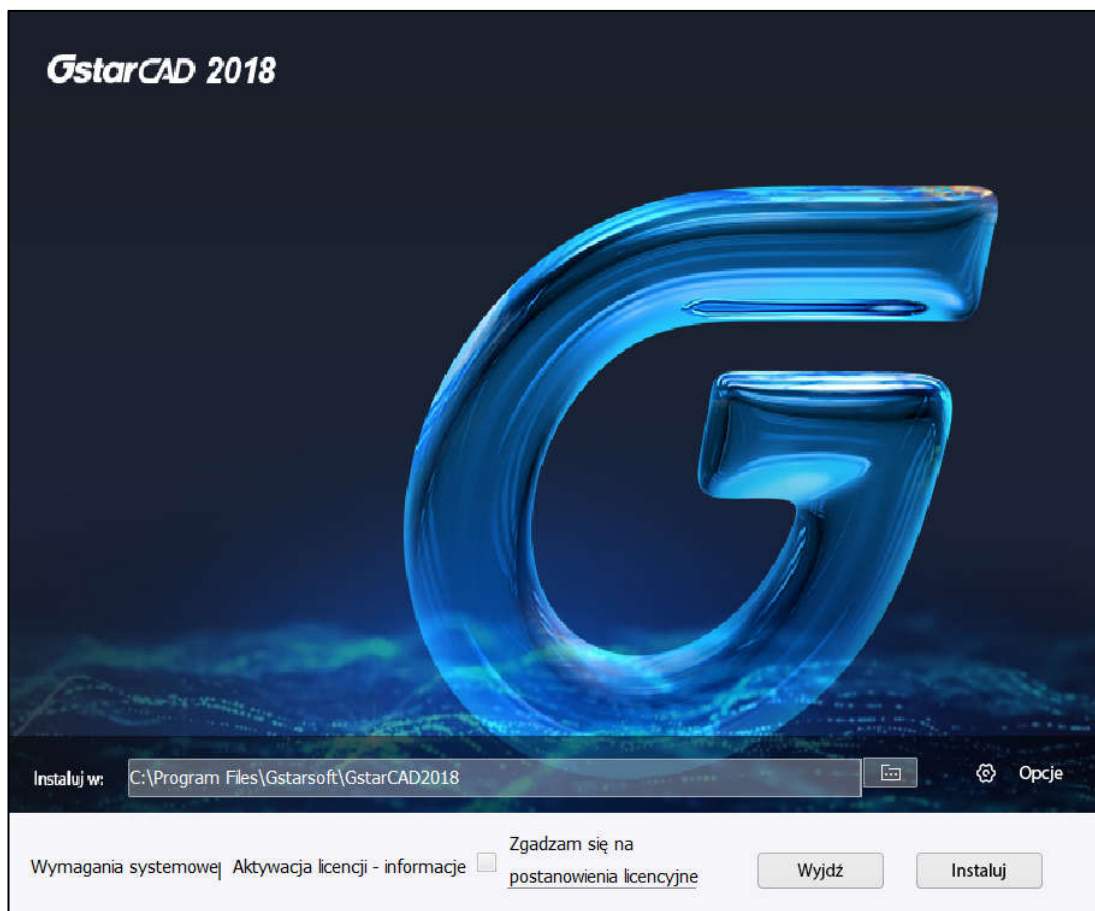 GstarCAD 2018
Instaluj w: C:\Program Files\Gstarsoft\GstarCAD2018 Opcje
Wymagania systemowe| Aktywacja licencji - informacje
Zgadzam się na
postanowienia licencyjne
Wyjdź Instaluj